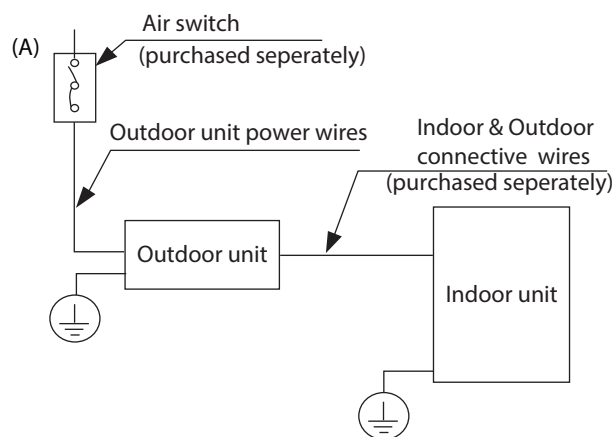 (A)
Air switch
(purchased seperately)
Outdoor unit power wires
Indoor & Outdoor
connective wires
(purchased seperately)
Outdoor unit
Indoor unit